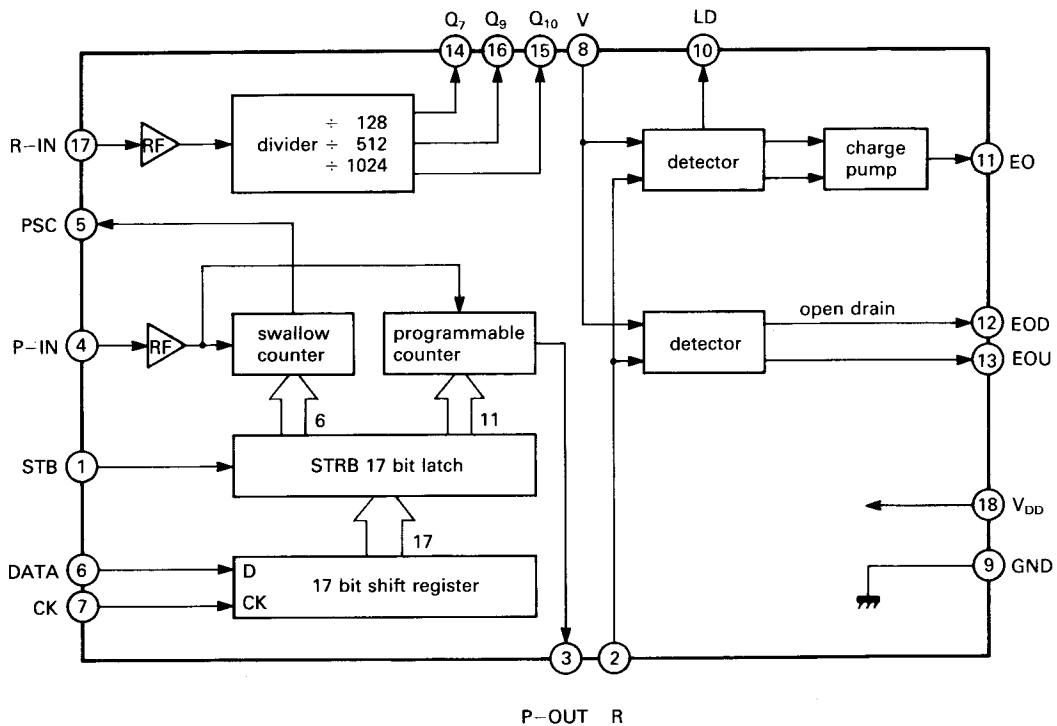 Q7 Q9 Q10 V LD
14 16 15 8 10
R-IN 17 RF
divider ÷ 128
÷ 512
÷ 1024
detector
charge pump
11 EO
PSC 5
P-IN 4 RF
swallow counter
programmable counter
detector
open drain
12 EOD
13 EOU
6
11
STB 1
STRB 17 bit latch
17
18 VDD
DATA 6
D
CK 7
CK
17 bit shift register
9 GND
3 2
P-OUT R